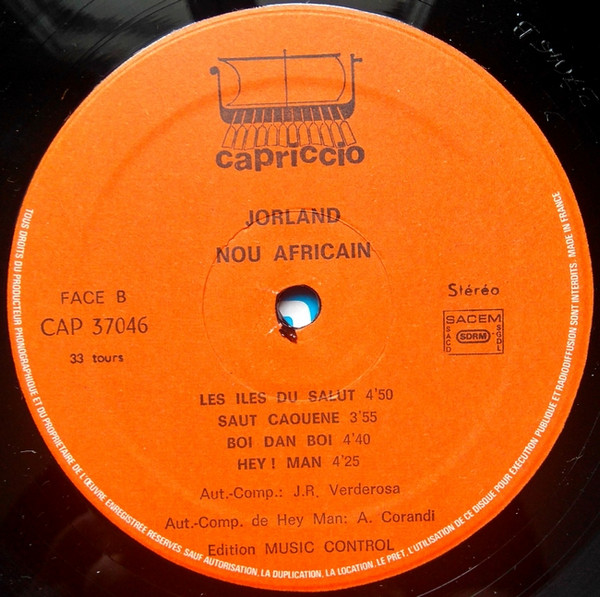 capriccio
JORLAND
NOU AFRICAIN
FACE B
CAP 37046
33 tours
Stéréo
SACEM
SACD
SDRM
SGDL
LES ILES DU SALUT 4'50
SAUT CAOUENE 3'55
BOI DAN BOI 4'40
HEY ! MAN 4'25
Aut.-Comp.: J.R. Verderosa
Aut.-Comp. de Hey Man: A. Corandi
Edition MUSIC CONTROL
TOUS DROITS DU PRODUCTEUR PHONOGRAPHIQUE ET DU PROPRIETAIRE DE L'ŒUVRE ENREGISTREE RESERVES. SAUF AUTORISATION, LA DUPLICATION, LA LOCATION, LE PRET, L'UTILISATION DE CE DISQUE POUR EXECUTION PUBLIQUE ET RADIODIFFUSION SONT INTERDITS. MADE IN FRANCE